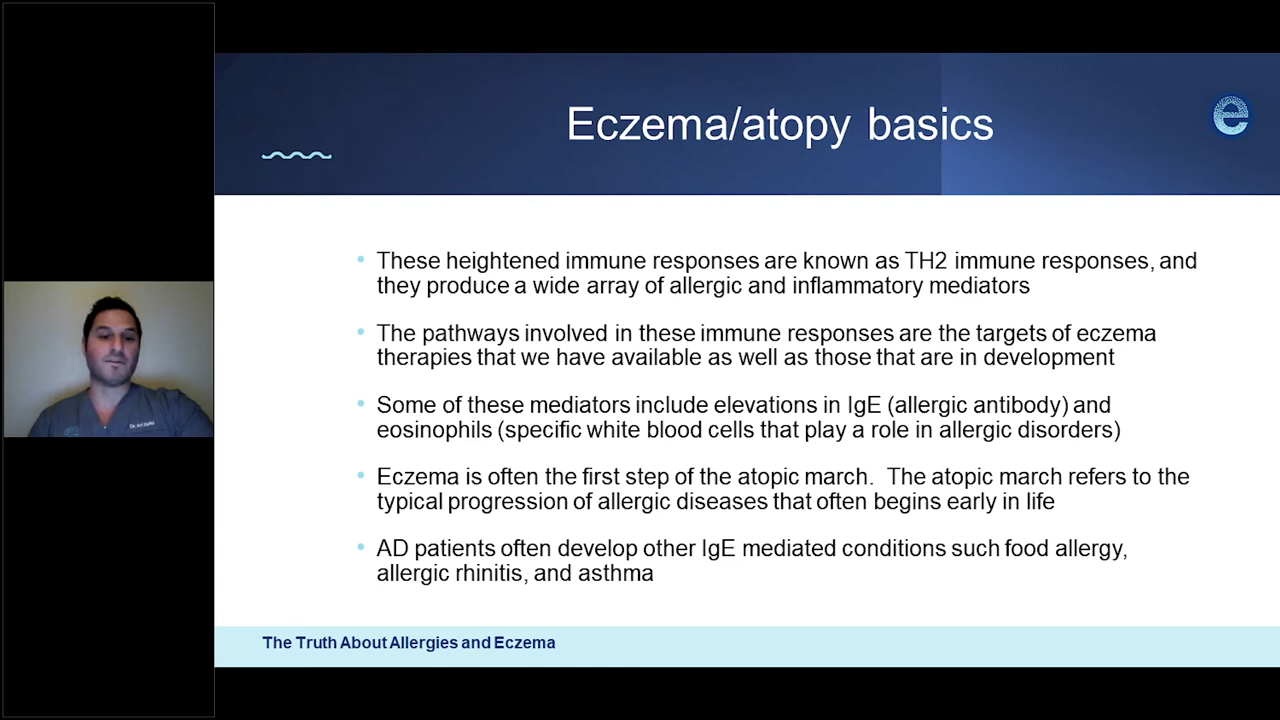 Eczema/atopy basics
These heightened immune responses are known as TH2 immune responses, and
they produce a wide array of allergic and inflammatory mediators
The pathways involved in these immune responses are the targets of eczema
therapies that we have available as well as those that are in development
Some of these mediators include elevations in IgE (allergic antibody) and
eosinophils (specific white blood cells that play a role in allergic disorders)
Eczema is often the first step of the atopic march.  The atopic march refers to the
typical progression of allergic diseases that often begins early in life
AD patients often develop other IgE mediated conditions such food allergy,
allergic rhinitis, and asthma
The Truth About Allergies and Eczema